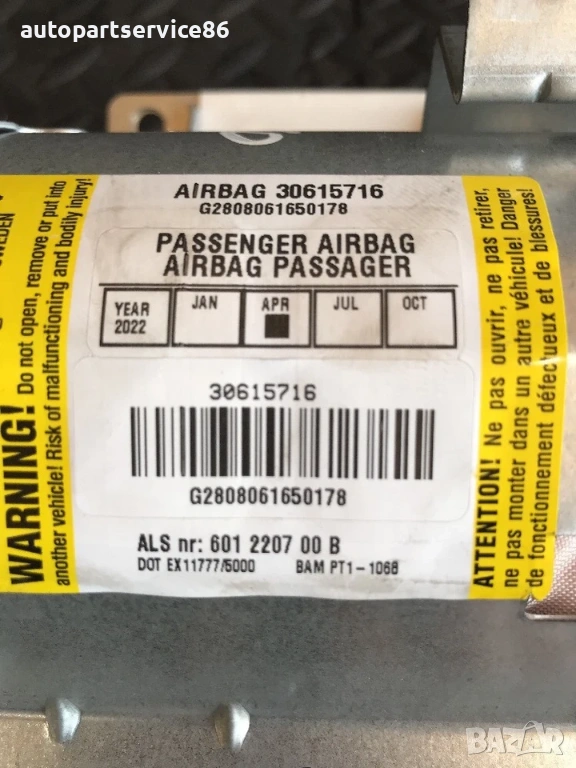 autopartservice86
AIRBAG 30615716
G2808061650178
PASSENGER AIRBAG
AIRBAG PASSAGER
YEAR 2022 JAN APR JUL OCT
30615716
G2808061650178
ALS nr: 601 2207 00 B
DOT EX11777/5000 BAM PT1-1068
SWEDEN
WARNING! Do not open, remove or put into
another vehicle! Risk of malfunctioning and bodily injury!
ATTENTION! Ne pas ouvrir, ne pas retirer,
ne pas monter dans un autre véhicule! Danger
de fonctionnement défectueux et de blessures!
BAZAR